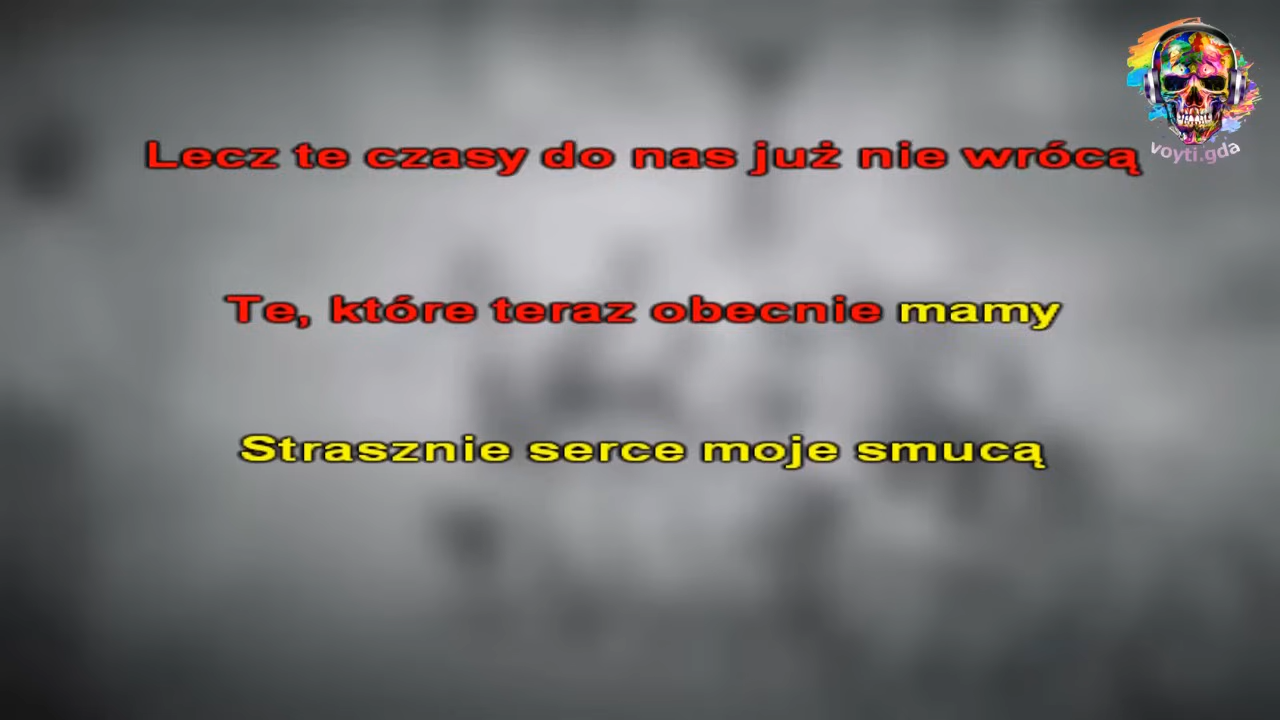 Lecz te czasy do nas już nie wrócą
Te, które teraz obecnie mamy
Strasznie serce moje smucą
voyti.gda